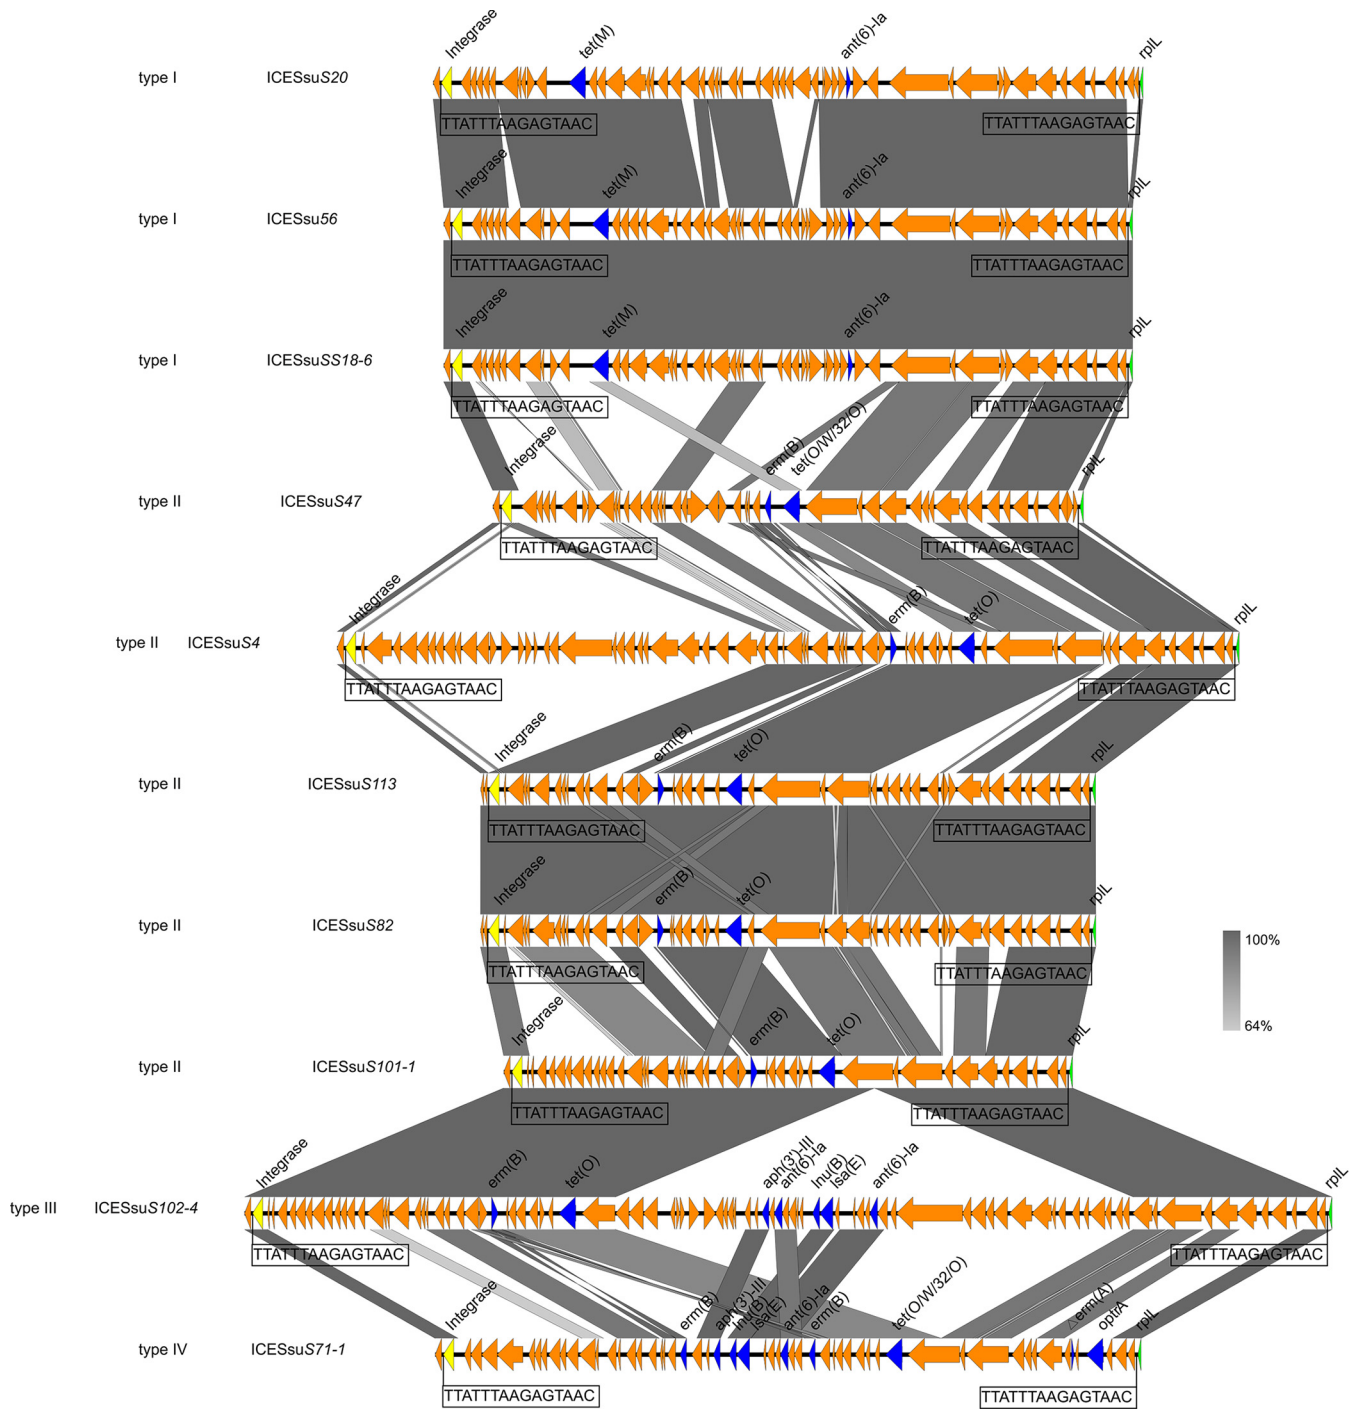 Integrase tet(M) ant(6)-Ia rplL
type I ICESsuS20
TTATTTAAGAGTAAC TTATTTAAGAGTAAC
Integrase tet(M) ant(6)-Ia rplL
type I ICESsu56
TTATTTAAGAGTAAC TTATTTAAGAGTAAC
Integrase tet(M) ant(6)-Ia rplL
type I ICESsuSS18-6
TTATTTAAGAGTAAC TTATTTAAGAGTAAC
Integrase erm(B) tet(O/W/32/O) rplL
type II ICESsuS47
TTATTTAAGAGTAAC TTATTTAAGAGTAAC
Integrase erm(B) tet(O) rplL
type II ICESsuS4
TTATTTAAGAGTAAC TTATTTAAGAGTAAC
Integrase erm(B) tet(O) rplL
type II ICESsuS113
TTATTTAAGAGTAAC TTATTTAAGAGTAAC
Integrase erm(B) tet(O) rplL
type II ICESsuS82
100%
TTATTTAAGAGTAAC TTATTTAAGAGTAAC
64%
Integrase erm(B) tet(O) rplL
type II ICESsuS101-1
TTATTTAAGAGTAAC TTATTTAAGAGTAAC
Integrase erm(B) tet(O) aph(3')-III ant(6)-Ia lnu(B) lsa(E) ant(6)-Ia rplL
type III ICESsuS102-4
TTATTTAAGAGTAAC TTATTTAAGAGTAAC
Integrase erm(B) aph(3')-III lnu(B) lsa(E) ant(6)-Ia erm(B) tet(O/W/32/O) erm(A) optrA rplL
type IV ICESsuS71-1
TTATTTAAGAGTAAC TTATTTAAGAGTAAC